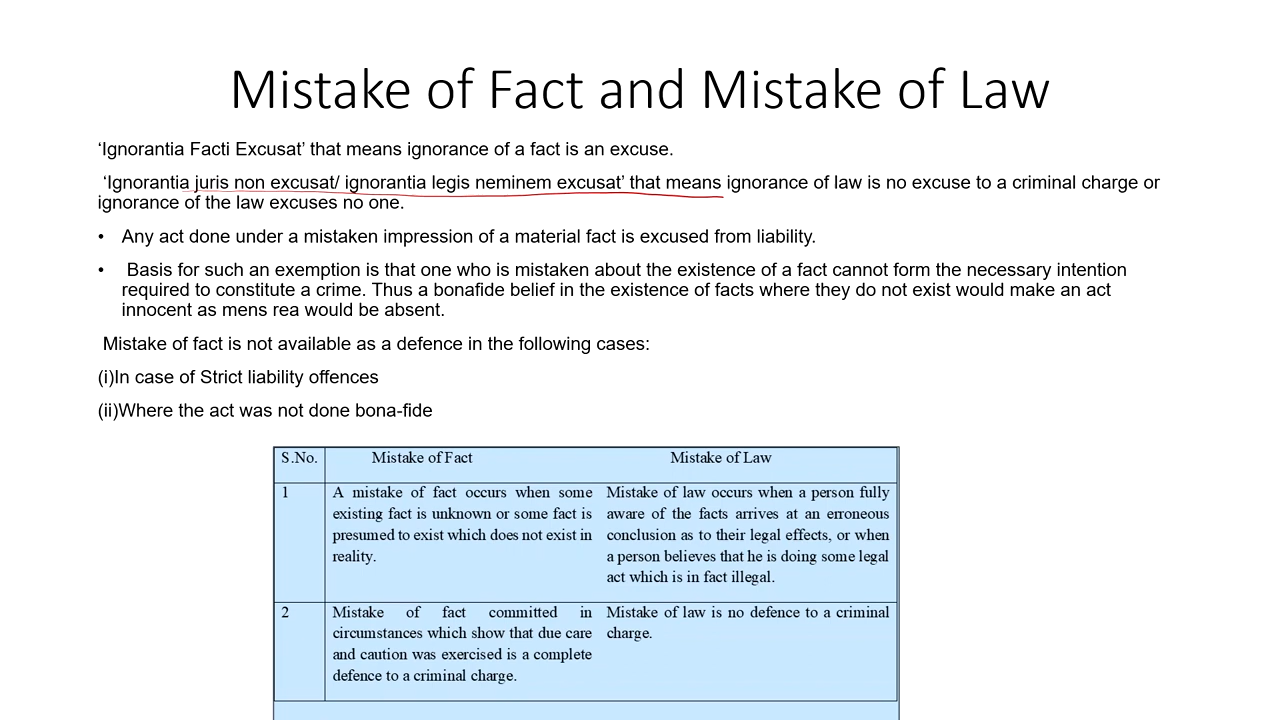 Mistake of Fact and Mistake of Law
‘Ignorantia Facti Excusat’ that means ignorance of a fact is an excuse.
‘Ignorantia juris non excusat/ ignorantia legis neminem excusat’ that means ignorance of law is no excuse to a criminal charge or
ignorance of the law excuses no one.
• Any act done under a mistaken impression of a material fact is excused from liability.
• Basis for such an exemption is that one who is mistaken about the existence of a fact cannot form the necessary intention
required to constitute a crime. Thus a bonafide belief in the existence of facts where they do not exist would make an act
innocent as mens rea would be absent.
Mistake of fact is not available as a defence in the following cases:
(i)In case of Strict liability offences
(ii)Where the act was not done bona-fide
S.No. Mistake of Fact Mistake of Law
1
A mistake of fact occurs when some
existing fact is unknown or some fact is
presumed to exist which does not exist in
reality.
Mistake of law occurs when a person fully
aware of the facts arrives at an erroneous
conclusion as to their legal effects, or when
a person believes that he is doing some legal
act which is in fact illegal.
2
Mistake of fact committed in
circumstances which show that due care
and caution was exercised is a complete
defence to a criminal charge.
Mistake of law is no defence to a criminal
charge.